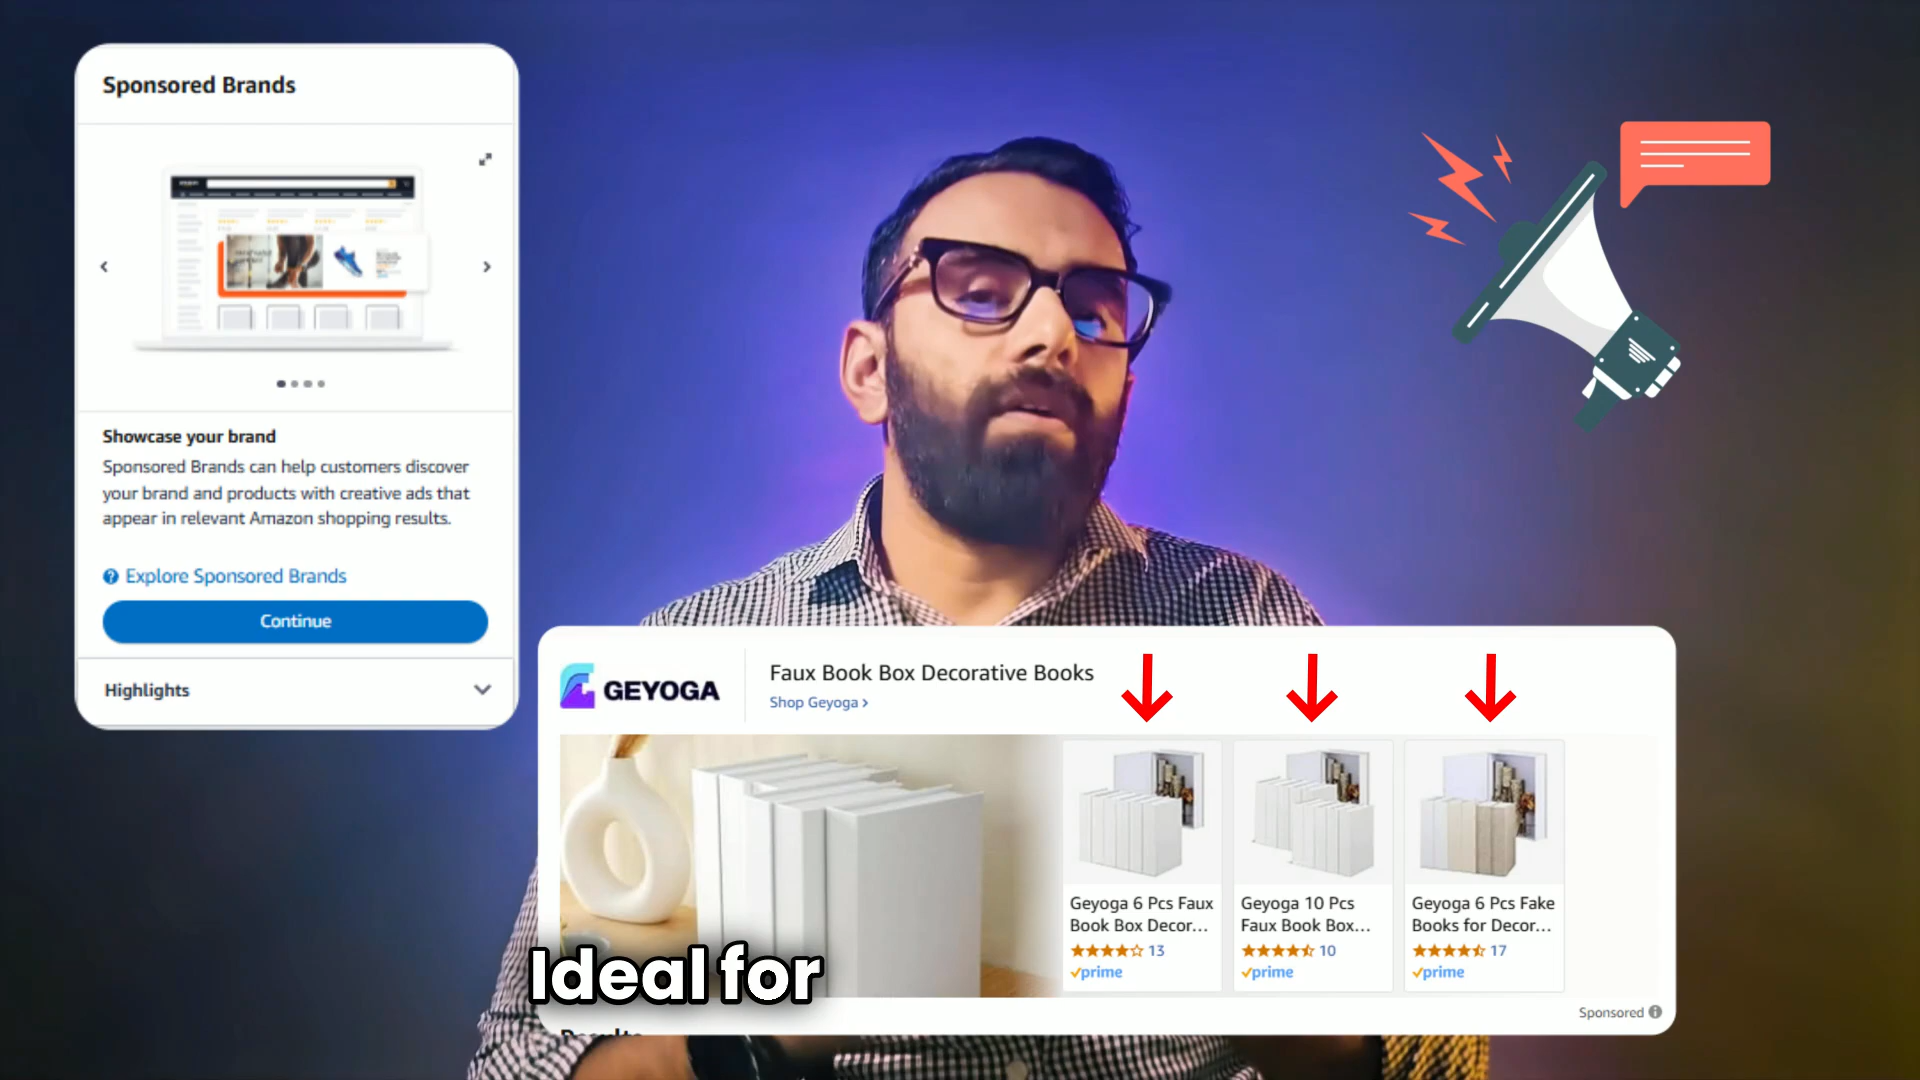 Sponsored Brands
Showcase your brand
Sponsored Brands can help customers discover
your brand and products with creative ads that
appear in relevant Amazon shopping results.
Explore Sponsored Brands
Continue
Highlights
GEYOGA
Faux Book Box Decorative Books
Shop Geyoga ›
Geyoga 6 Pcs Faux
Book Box Decor...
13
prime
Geyoga 10 Pcs
Faux Book Box...
10
prime
Geyoga 6 Pcs Fake
Books for Decor...
17
prime
Sponsored
Ideal for